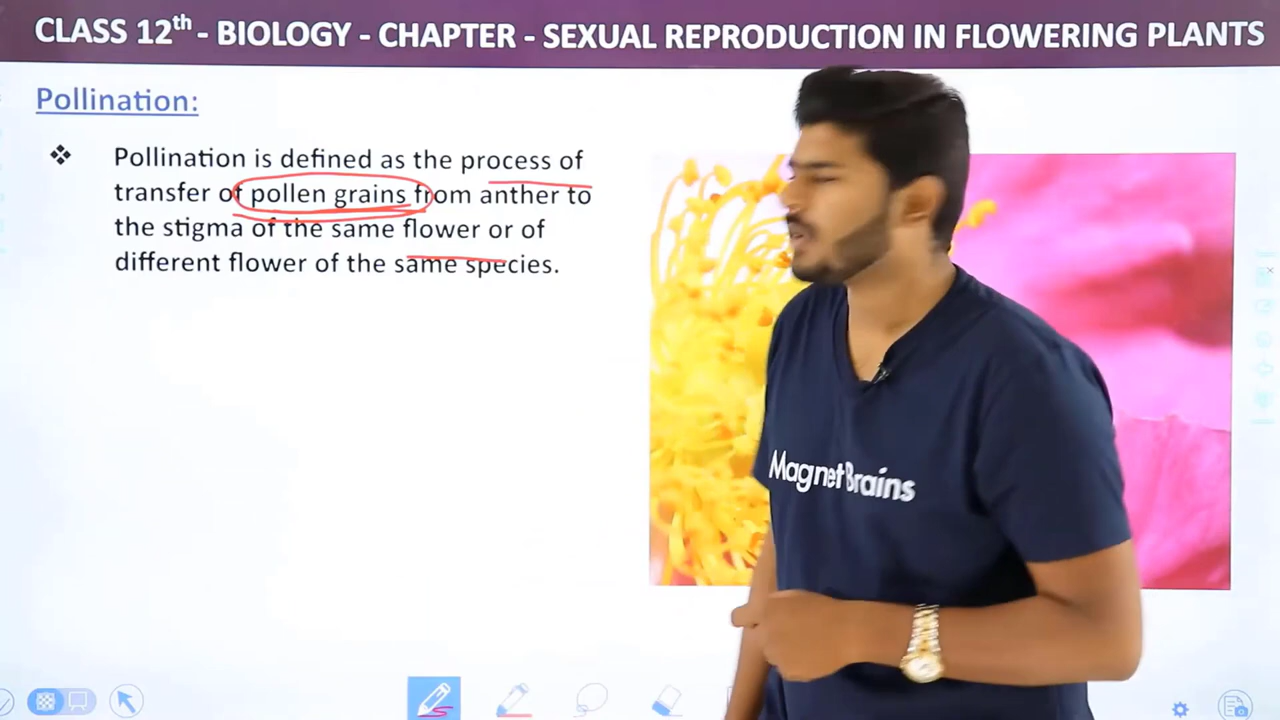 CLASS 12th - BIOLOGY - CHAPTER - SEXUAL REPRODUCTION IN FLOWERING PLANTS
Pollination:
❖ Pollination is defined as the process of
transfer of pollen grains from anther to
the stigma of the same flower or of
different flower of the same species.
MagnetBrains